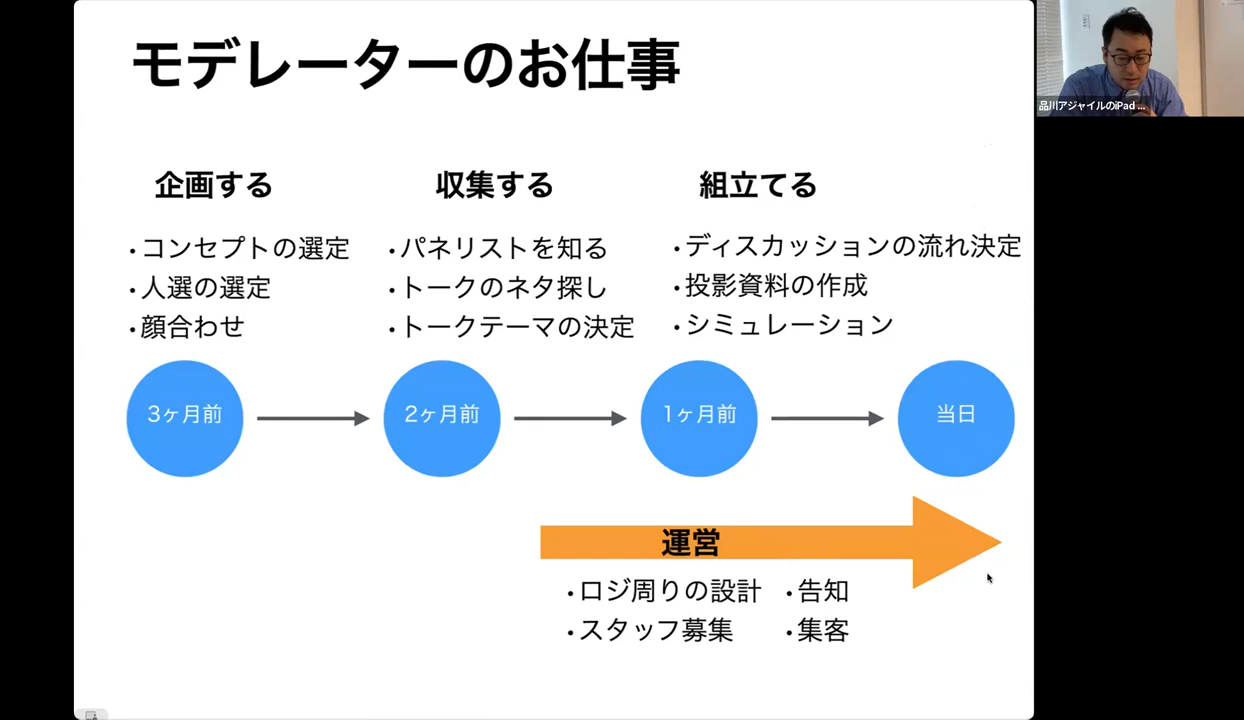 モデレーターのお仕事
企画する
・コンセプトの選定
・人選の選定
・顔合わせ
収集する
・パネリストを知る
・トークのネタ探し
・トークテーマの決定
組立てる
・ディスカッションの流れ決定
・投影資料の作成
・シミュレーション
3ヶ月前
2ヶ月前
1ヶ月前
当日
運営
・ロジ周りの設計
・スタッフ募集
・告知
・集客
品川アジャイルのiPad ...